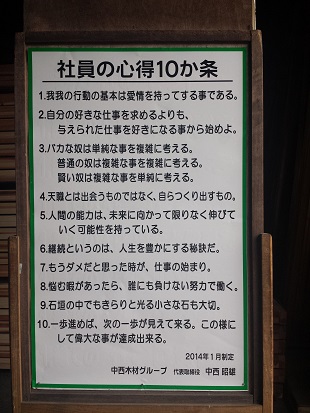 社員の心得10か条
1.我我の行動の基本は愛情を持ってする事である。
2.自分の好きな仕事を求めるよりも、
与えられた仕事を好きになる事から始めよ。
3.バカな奴は単純な事を複雑に考える。
普通の奴は複雑な事を複雑に考える。
賢い奴は複雑な事を単純に考える。
4.天職とは出会うものではなく、自らつくり出すもの。
5.人間の能力は、未来に向かって限りなく伸びて
いく可能性を持っている。
6.継続というのは、人生を豊かにする秘訣だ。
7.もうダメだと思った時が、仕事の始まり。
8.悩む暇があったら、誰にも負けない努力で働く。
9.石垣の中でもきらりと光る小さな石も大切。
10.一歩進めば、次の一歩が見えて来る。この様に
して偉大な事が達成出来る。
2014年1月制定
中西木材グループ 代表取締役 中西 昭雄